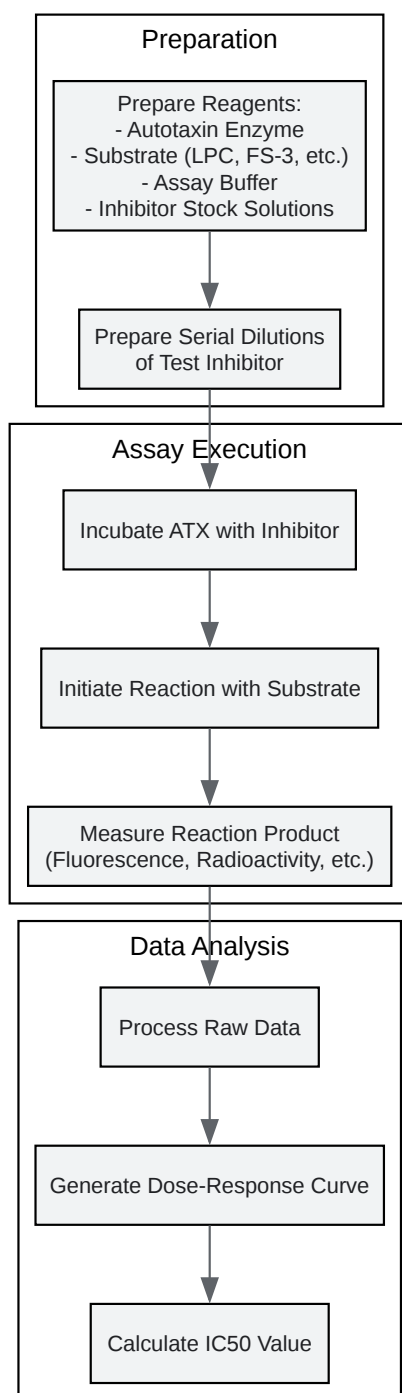 Preparation
Prepare Reagents:
- Autotaxin Enzyme
- Substrate (LPC, FS-3, etc.)
- Assay Buffer
- Inhibitor Stock Solutions
Prepare Serial Dilutions
of Test Inhibitor
Assay Execution
Incubate ATX with Inhibitor
Initiate Reaction with Substrate
Measure Reaction Product
(Fluorescence, Radioactivity, etc.)
Data Analysis
Process Raw Data
Generate Dose-Response Curve
Calculate IC50 Value